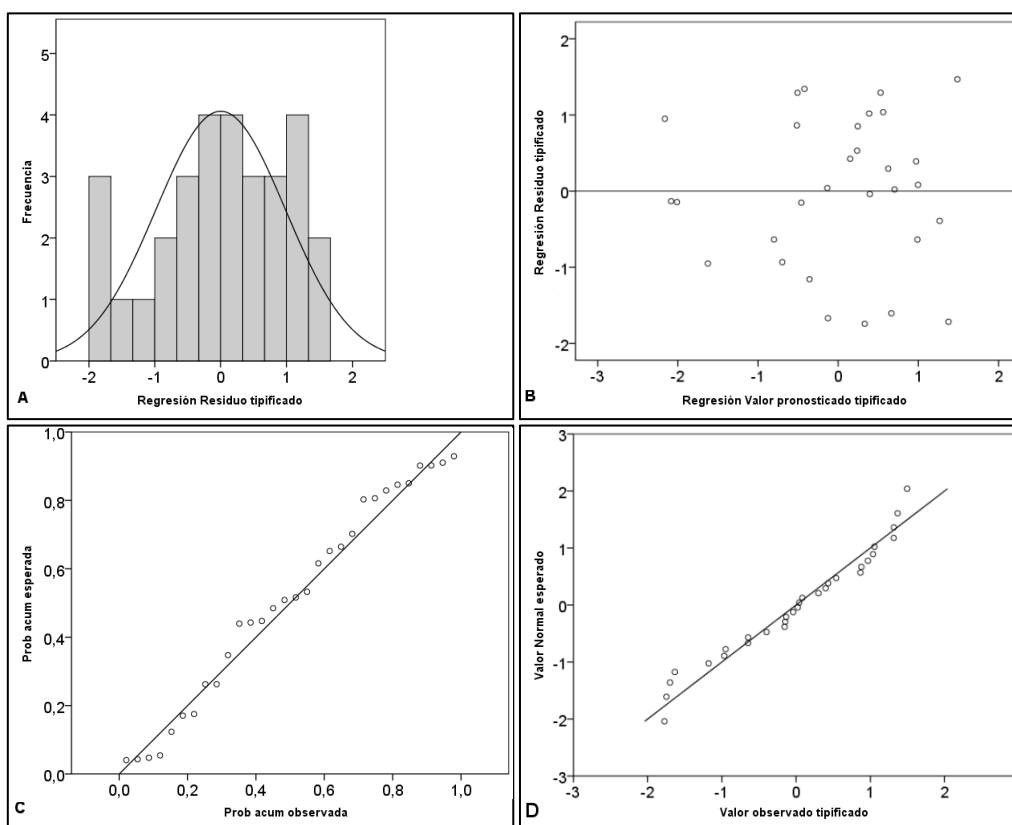 5
4
3
2
1
0
Frecuencia
-2 -1 0 1 2
A
Regresión Residuo tipificado
2
1
0
-1
-2
Regresión Residuo tipificado
-3 -2 -1 0 1 2
B
Regresión Valor pronosticado tipificado
1,0
0,8
0,6
0,4
0,2
0,0
Prob acum esperada
0,0 0,2 0,4 0,6 0,8 1,0
C
Prob acum observada
3
2
1
0
-1
-2
-3
Valor Normal esperado
-3 -2 -1 0 1 2
D
Valor observado tipificado